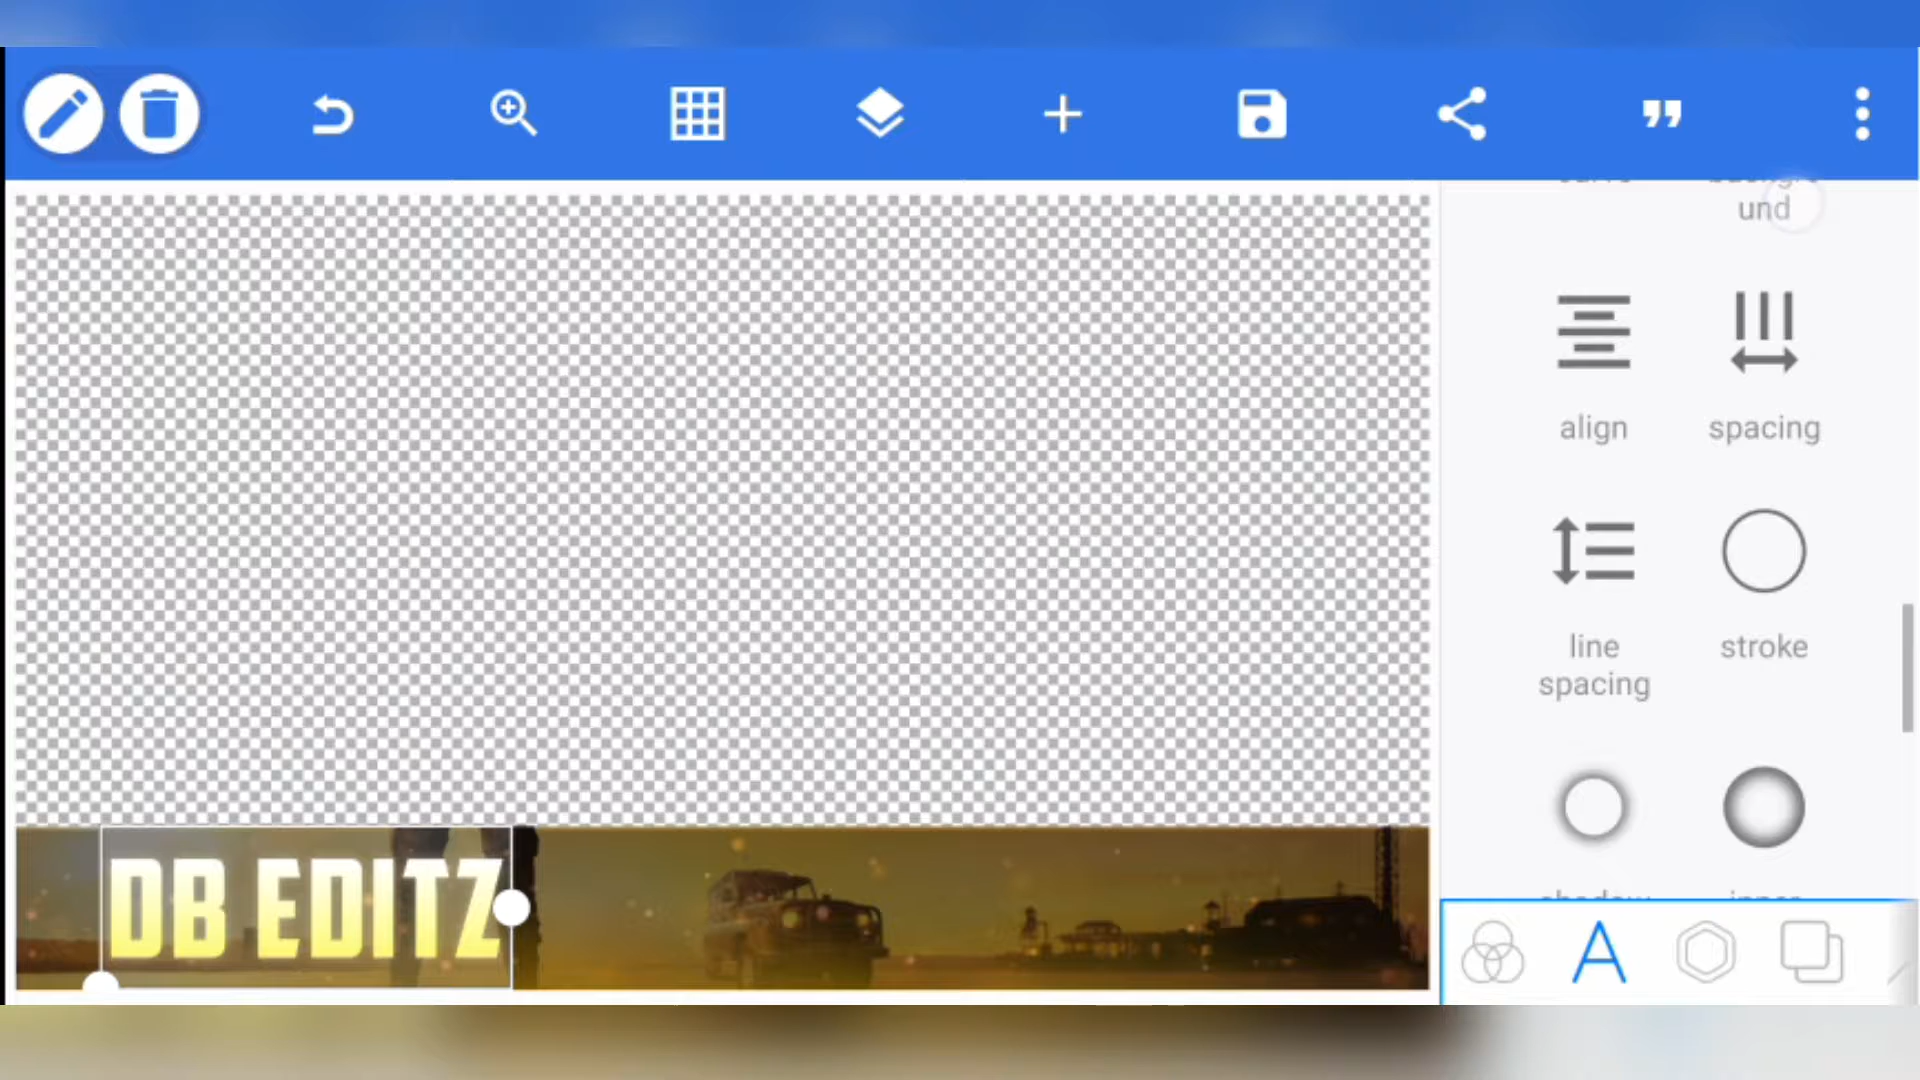 und
align
spacing
line
spacing
stroke
DB EDITZ